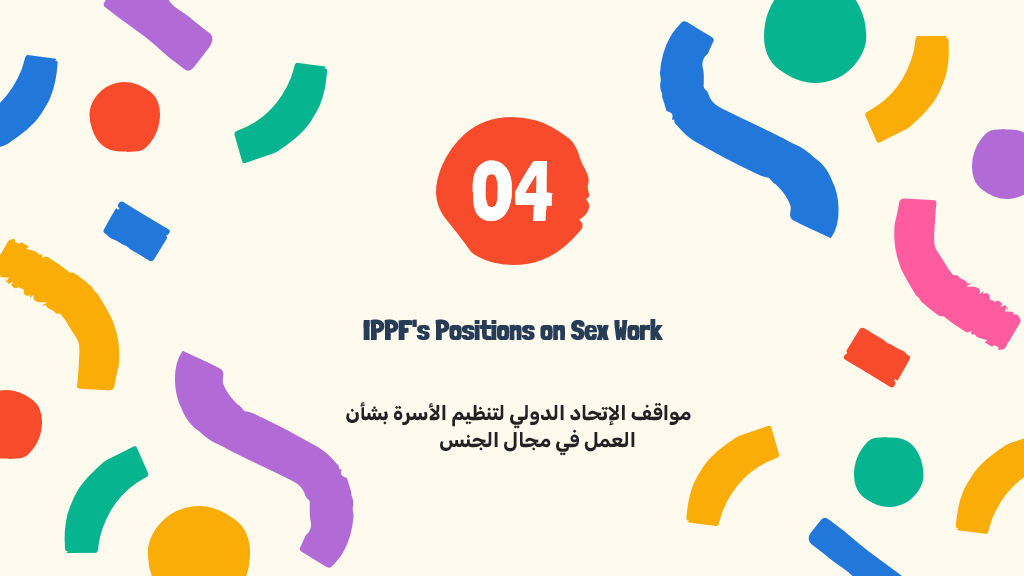 04
IPPF's Positions on Sex Work
مواقف الإتحاد الدولي لتنظيم الأسرة بشأن
العمل في مجال الجنس